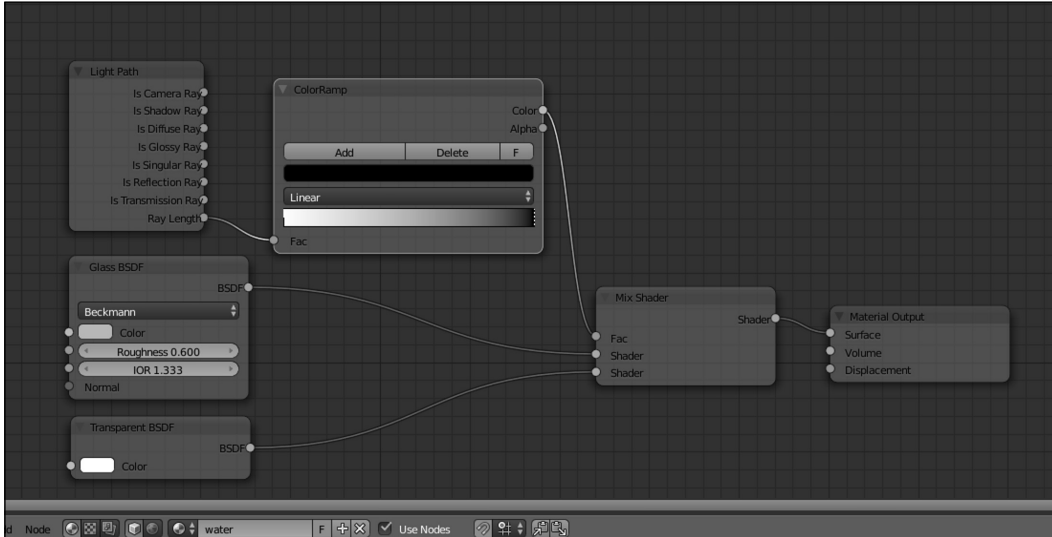 Light Path
Is Camera Ray
Is Shadow Ray
Is Diffuse Ray
Is Glossy Ray
Is Singular Ray
Is Reflection Ray
Is Transmission Ray
Ray Length
ColorRamp
Color
Alpha
Add Delete F
Linear
Fac
Glass BSDF
BSDF
Beckmann
Color
Roughness 0.600
IOR 1.333
Normal
Transparent BSDF
BSDF
Color
Mix Shader
Shader
Fac
Shader
Shader
Material Output
Surface
Volume
Displacement
Node water F Use Nodes